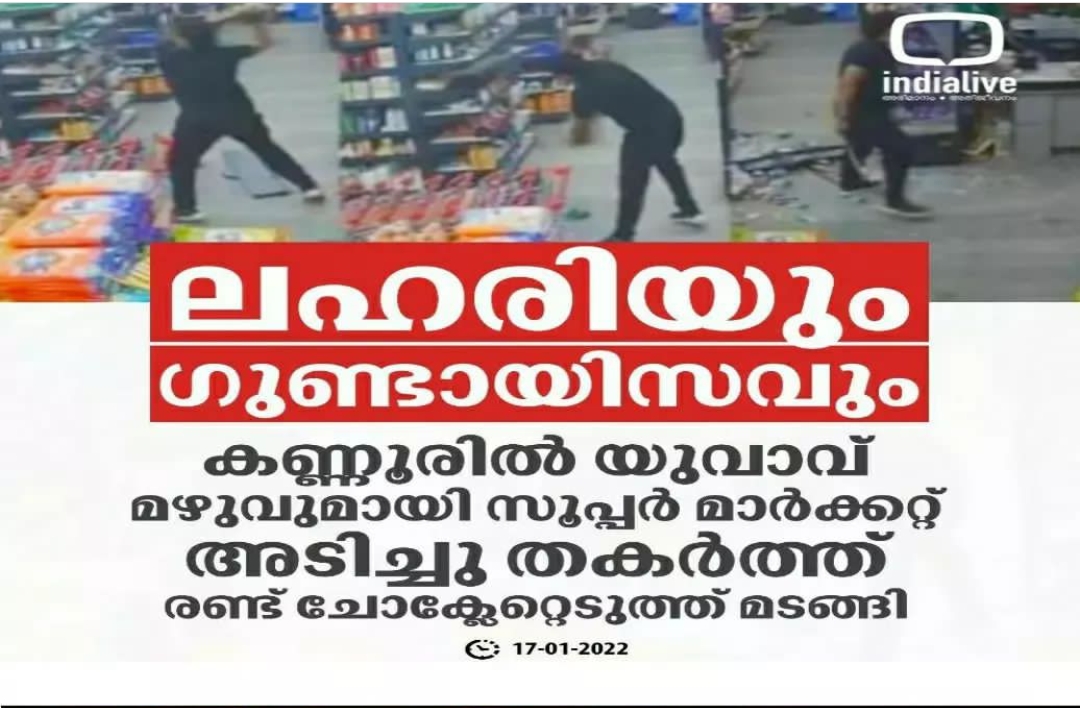 indialive
ലഹരിയും
ഗുണ്ടായിസവും
കണ്ണൂരിൽ യുവാവ്
മഴുവുമായി സൂപ്പർ മാർക്കറ്റ്
അടിച്ചു തകർത്ത്
രണ്ട് ചോക്ലേറ്റെടുത്ത് മടങ്ങി
17-01-2022